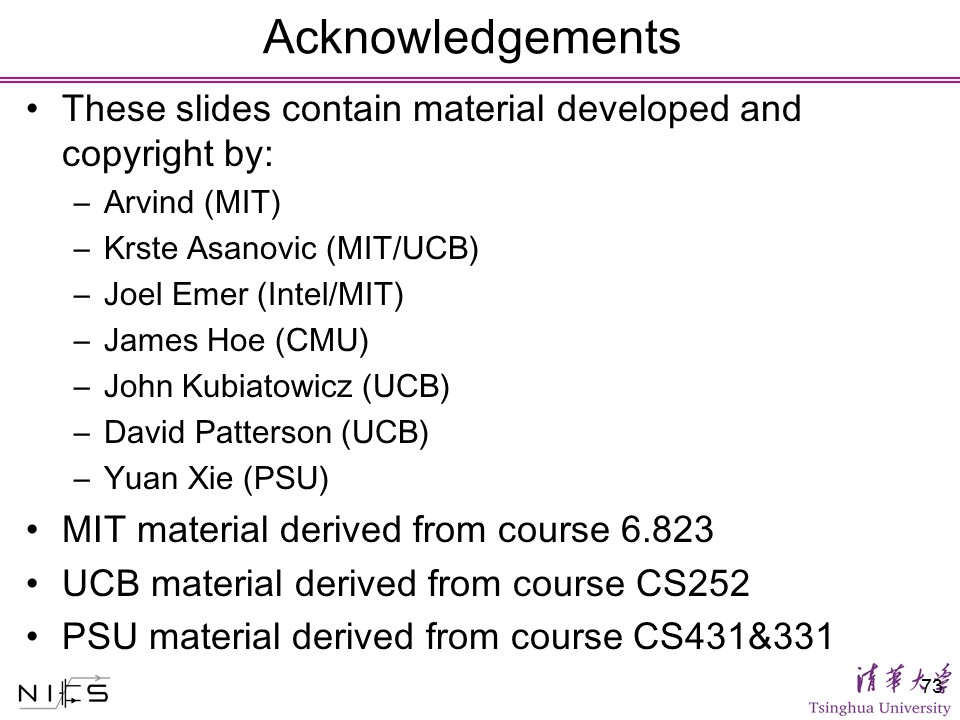 Acknowledgements
• These slides contain material developed and
copyright by:
– Arvind (MIT)
– Krste Asanovic (MIT/UCB)
– Joel Emer (Intel/MIT)
– James Hoe (CMU)
– John Kubiatowicz (UCB)
– David Patterson (UCB)
– Yuan Xie (PSU)
• MIT material derived from course 6.823
• UCB material derived from course CS252
• PSU material derived from course CS431&331
NICS
清華大学
73
Tsinghua University